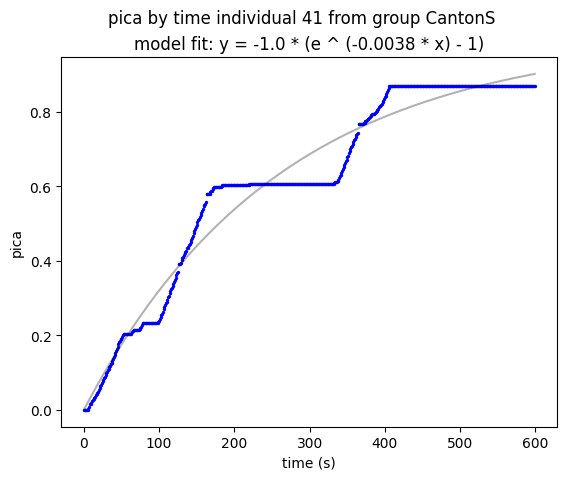 pica by time individual 41 from group CantonS
model fit: y = -1.0 * (e ^ (-0.0038 * x) - 1)
0.8
0.6
0.4
0.2
0.0
pica
0 100 200 300 400 500 600
time (s)